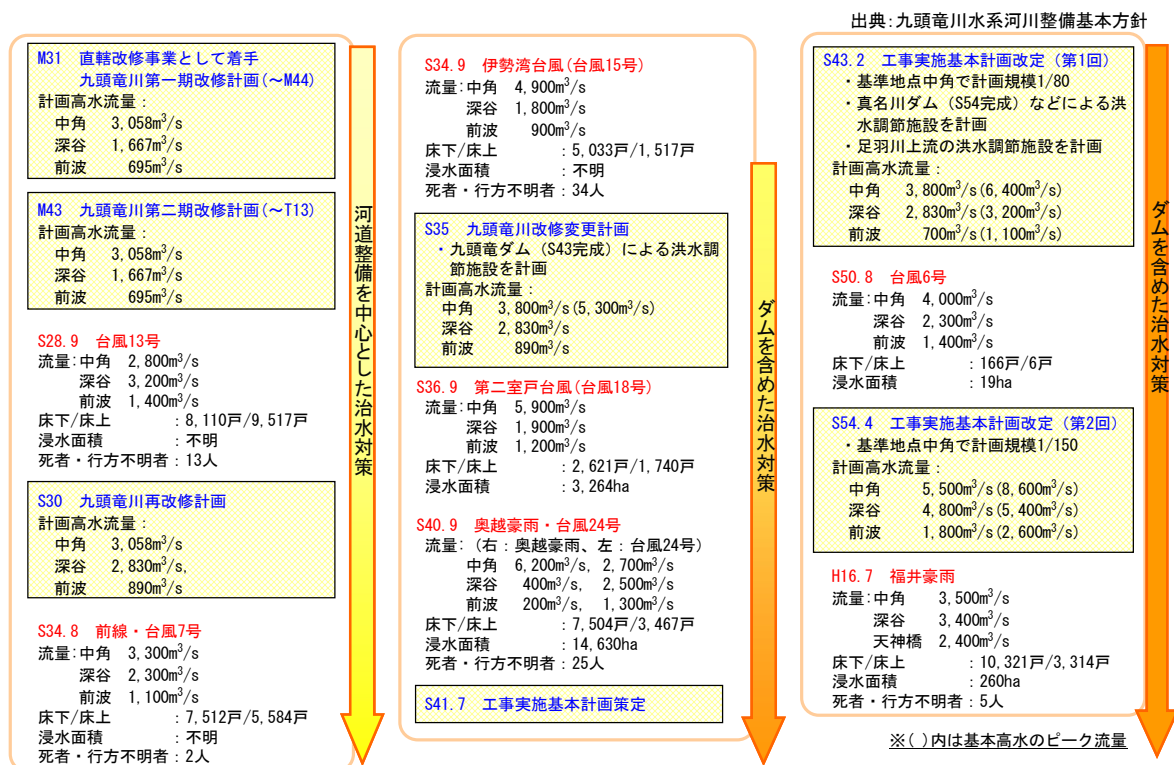 出典:九頭竜川水系河川整備基本方針
M31 直轄改修事業として着手
九頭竜川第一期改修計画(～M44)
計画高水流量：
中角 3,058m³/s
深谷 1,667m³/s
前波 695m³/s
M43 九頭竜川第二期改修計画(～T13)
計画高水流量：
中角 3,058m³/s
深谷 1,667m³/s
前波 695m³/s
S28.9 台風13号
流量:中角 2,800m³/s
深谷 3,200m³/s
前波 1,400m³/s
床下/床上 ：8,110戸/9,517戸
浸水面積 ：不明
死者・行方不明者：13人
S30 九頭竜川再改修計画
計画高水流量：
中角 3,058m³/s
深谷 2,830m³/s,
前波 890m³/s
S34.8 前線・台風7号
流量:中角 3,300m³/s
深谷 2,300m³/s
前波 1,100m³/s
床下/床上 ：7,512戸/5,584戸
浸水面積 ：不明
死者・行方不明者：2人
河道整備を中心とした治水対策
S34.9 伊勢湾台風(台風15号)
流量:中角 4,900m³/s
深谷 1,800m³/s
前波 900m³/s
床下/床上 ：5,033戸/1,517戸
浸水面積 ：不明
死者・行方不明者：34人
S35 九頭竜川改修変更計画
・九頭竜ダム（S43完成）による洪水調
節施設を計画
計画高水流量：
中角 3,800m³/s(5,300m³/s)
深谷 2,830m³/s
前波 890m³/s
S36.9 第二室戸台風(台風18号)
流量:中角 5,900m³/s
深谷 1,900m³/s
前波 1,200m³/s
床下/床上 ：2,621戸/1,740戸
浸水面積 ：3,264ha
S40.9 奥越豪雨・台風24号
流量：（右：奥越豪雨、左：台風24号）
中角 6,200m³/s, 2,700m³/s
深谷 400m³/s, 2,500m³/s
前波 200m³/s, 1,300m³/s
床下/床上 ：7,504戸/3,467戸
浸水面積 ：14,630ha
死者・行方不明者：25人
S41.7 工事実施基本計画策定
ダムを含めた治水対策
S43.2 工事実施基本計画改定（第1回）
・基準地点中角で計画規模1/80
・真名川ダム（S54完成）などによる洪
水調節施設を計画
・足羽川上流の洪水調節施設を計画
計画高水流量：
中角 3,800m³/s(6,400m³/s)
深谷 2,830m³/s(3,200m³/s)
前波 700m³/s(1,100m³/s)
S50.8 台風6号
流量:中角 4,000m³/s
深谷 2,300m³/s
前波 1,400m³/s
床下/床上 ：166戸/6戸
浸水面積 ：19ha
S54.4 工事実施基本計画改定（第2回）
・基準地点中角で計画規模1/150
計画高水流量：
中角 5,500m³/s(8,600m³/s)
深谷 4,800m³/s(5,400m³/s)
前波 1,800m³/s(2,600m³/s)
H16.7 福井豪雨
流量:中角 3,500m³/s
深谷 3,400m³/s
天神橋 2,400m³/s
床下/床上 ：10,321戸/3,314戸
浸水面積 ：260ha
死者・行方不明者：5人
ダムを含めた治水対策
※( )内は基本高水のピーク流量